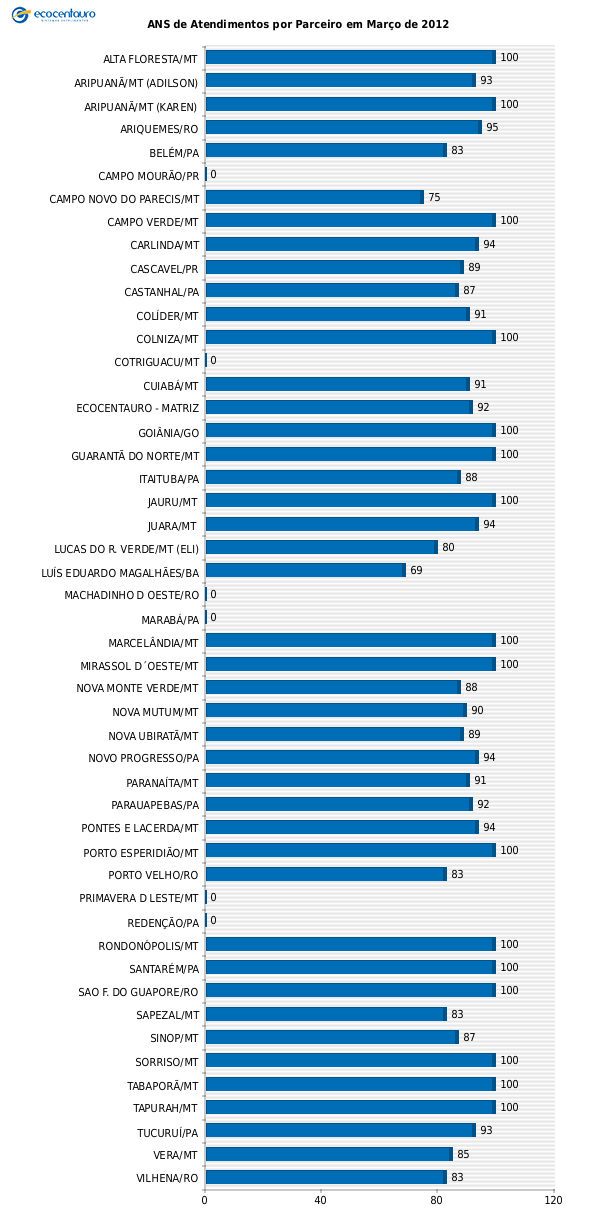 ecocentauro
ANS de Atendimentos por Parceiro em Março de 2012
ALTA FLORESTA/MT 100
ARIPUANÃ/MT (ADILSON) 93
ARIPUANÃ/MT (KAREN) 100
ARIQUEMES/RO 95
BELÉM/PA 83
CAMPO MOURÃO/PR 0
CAMPO NOVO DO PARECIS/MT 75
CAMPO VERDE/MT 100
CARLINDA/MT 94
CASCAVEL/PR 89
CASTANHAL/PA 87
COLÍDER/MT 91
COLNIZA/MT 100
COTRIGUACU/MT 0
CUIABÁ/MT 91
ECOCENTAURO - MATRIZ 92
GOIÂNIA/GO 100
GUARANTÃ DO NORTE/MT 100
ITAITUBA/PA 88
JAURU/MT 100
JUARA/MT 94
LUCAS DO R. VERDE/MT (ELI) 80
LUÍS EDUARDO MAGALHÃES/BA 69
MACHADINHO D OESTE/RO 0
MARABÁ/PA 0
MARCELÂNDIA/MT 100
MIRASSOL D´OESTE/MT 100
NOVA MONTE VERDE/MT 88
NOVA MUTUM/MT 90
NOVA UBIRATÃ/MT 89
NOVO PROGRESSO/PA 94
PARANAÍTA/MT 91
PARAUAPEBAS/PA 92
PONTES E LACERDA/MT 94
PORTO ESPERIDIÃO/MT 100
PORTO VELHO/RO 83
PRIMAVERA D LESTE/MT 0
REDENÇÃO/PA 0
RONDONÓPOLIS/MT 100
SANTARÉM/PA 100
SAO F. DO GUAPORE/RO 100
SAPEZAL/MT 83
SINOP/MT 87
SORRISO/MT 100
TABAPORÃ/MT 100
TAPURAH/MT 100
TUCURUÍ/PA 93
VERA/MT 85
VILHENA/RO 83
0 40 80 120